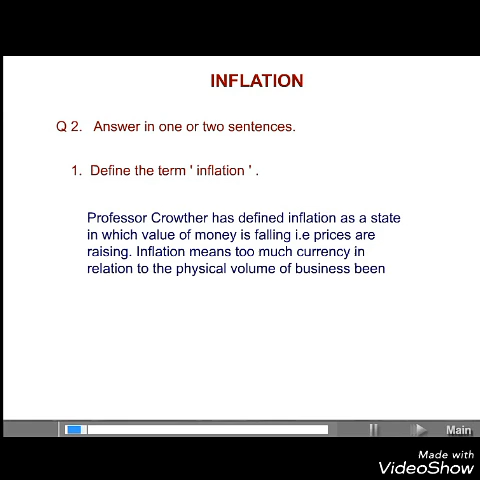 INFLATION
Q 2. Answer in one or two sentences.
1. Define the term ' inflation ' .
Professor Crowther has defined inflation as a state
in which value of money is falling i.e prices are
raising. Inflation means too much currency in
relation to the physical volume of business been
Main
Made with
VideoShow